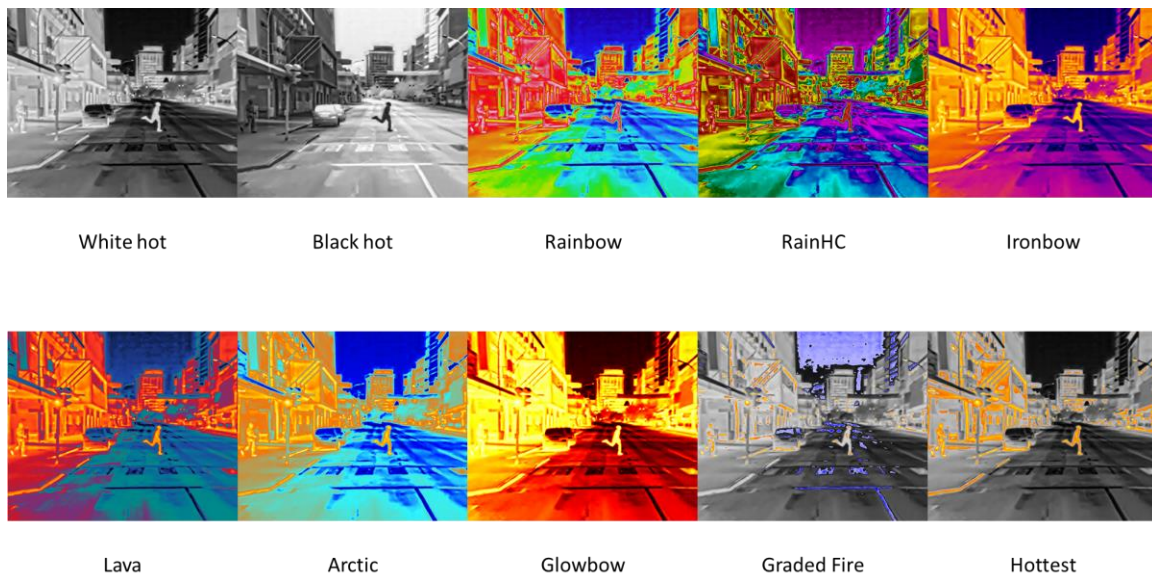 White hot
Black hot
Rainbow
RainHC
Ironbow
Lava
Arctic
Glowbow
Graded Fire
Hottest